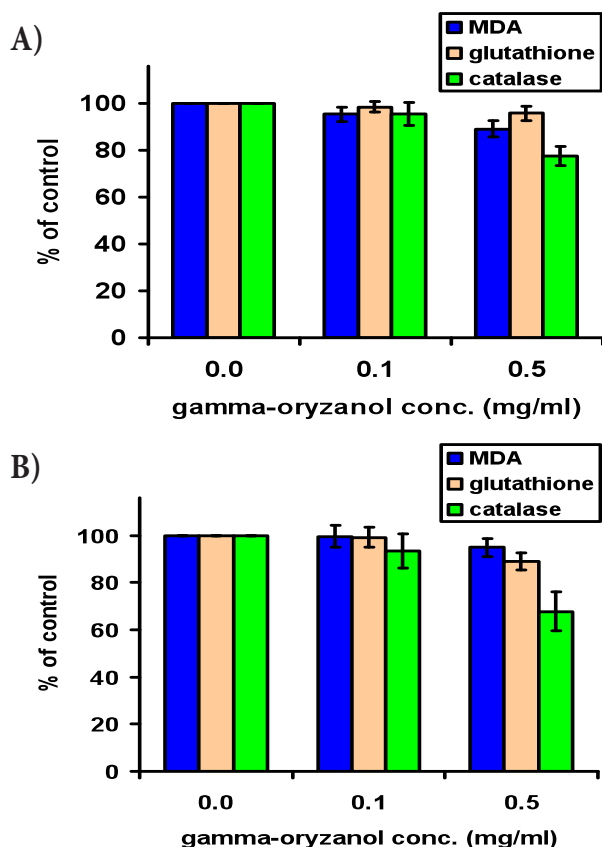 A)
MDA
glutathione
catalase
% of control
100
80
60
40
20
0
0.0 0.1 0.5
gamma-oryzanol conc. (mg/ml)
B)
MDA
glutathione
catalase
% of control
100
80
60
40
20
0
0.0 0.1 0.5
gamma-oryzanol conc. (mg/ml)